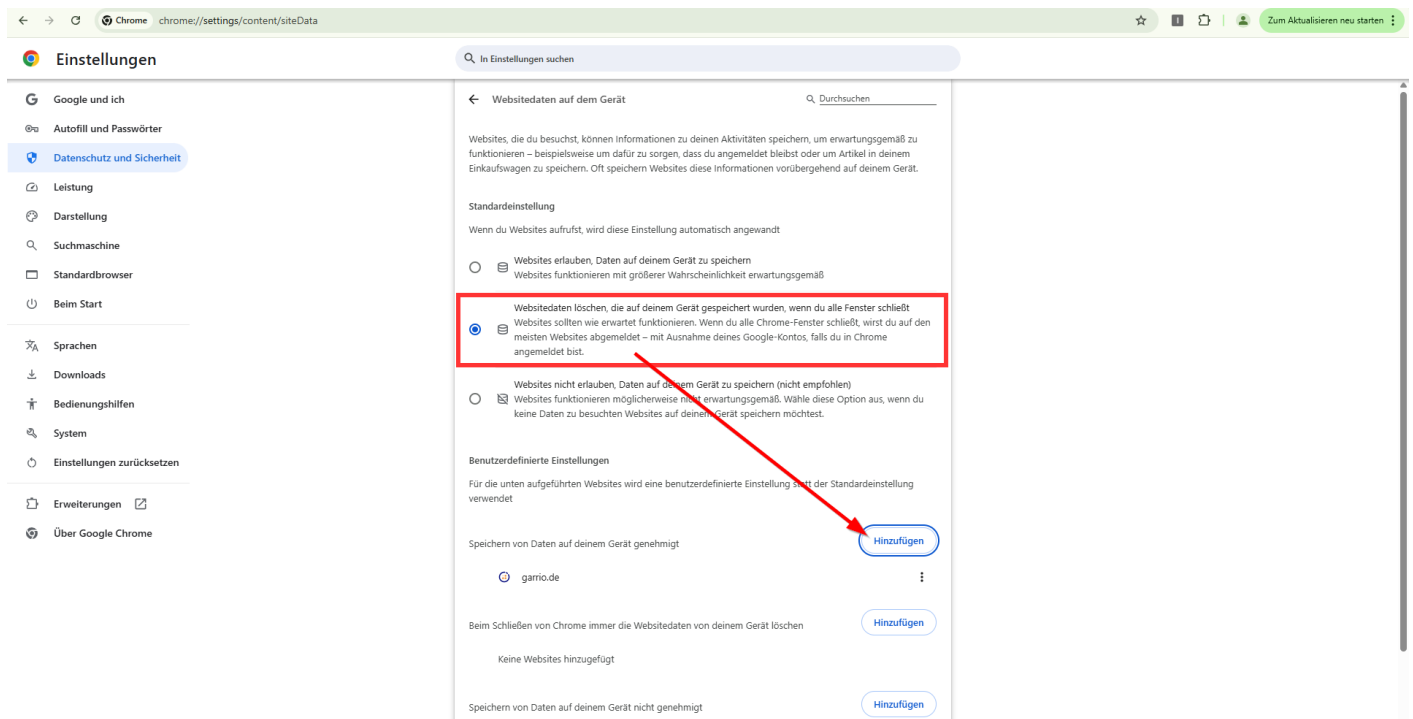 Chrome
chrome://settings/content/siteData
Zum Aktualisieren neu starten
Einstellungen
In Einstellungen suchen
Google und ich
Autofill und Passwörter
Datenschutz und Sicherheit
Leistung
Darstellung
Suchmaschine
Standardbrowser
Beim Start
Sprachen
Downloads
Bedienungshilfen
System
Einstellungen zurücksetzen
Erweiterungen
Über Google Chrome
Websitedaten auf dem Gerät
Durchsuchen
Websites, die du besuchst, können Informationen zu deinen Aktivitäten speichern, um erwartungsgemäß zu
funktionieren – beispielsweise um dafür zu sorgen, dass du angemeldet bleibst oder um Artikel in deinem
Einkaufswagen zu speichern. Oft speichern Websites diese Informationen vorübergehend auf deinem Gerät.
Standardeinstellung
Wenn du Websites aufrufst, wird diese Einstellung automatisch angewandt
Websites erlauben, Daten auf deinem Gerät zu speichern
Websites funktionieren mit größerer Wahrscheinlichkeit erwartungsgemäß
Websitedaten löschen, die auf deinem Gerät gespeichert wurden, wenn du alle Fenster schließt
Websites sollten wie erwartet funktionieren. Wenn du alle Chrome-Fenster schließt, wirst du auf den
meisten Websites abgemeldet – mit Ausnahme deines Google-Kontos, falls du in Chrome
angemeldet bist.
Websites nicht erlauben, Daten auf deinem Gerät zu speichern (nicht empfohlen)
Websites funktionieren möglicherweise nicht erwartungsgemäß. Wähle diese Option aus, wenn du
keine Daten zu besuchten Websites auf deinem Gerät speichern möchtest.
Benutzerdefinierte Einstellungen
Für die unten aufgeführten Websites wird eine benutzerdefinierte Einstellung statt der Standardeinstellung
verwendet
Speichern von Daten auf deinem Gerät genehmigt
Hinzufügen
garrio.de
Beim Schließen von Chrome immer die Websitedaten von deinem Gerät löschen
Hinzufügen
Keine Websites hinzugefügt
Speichern von Daten auf deinem Gerät nicht genehmigt
Hinzufügen